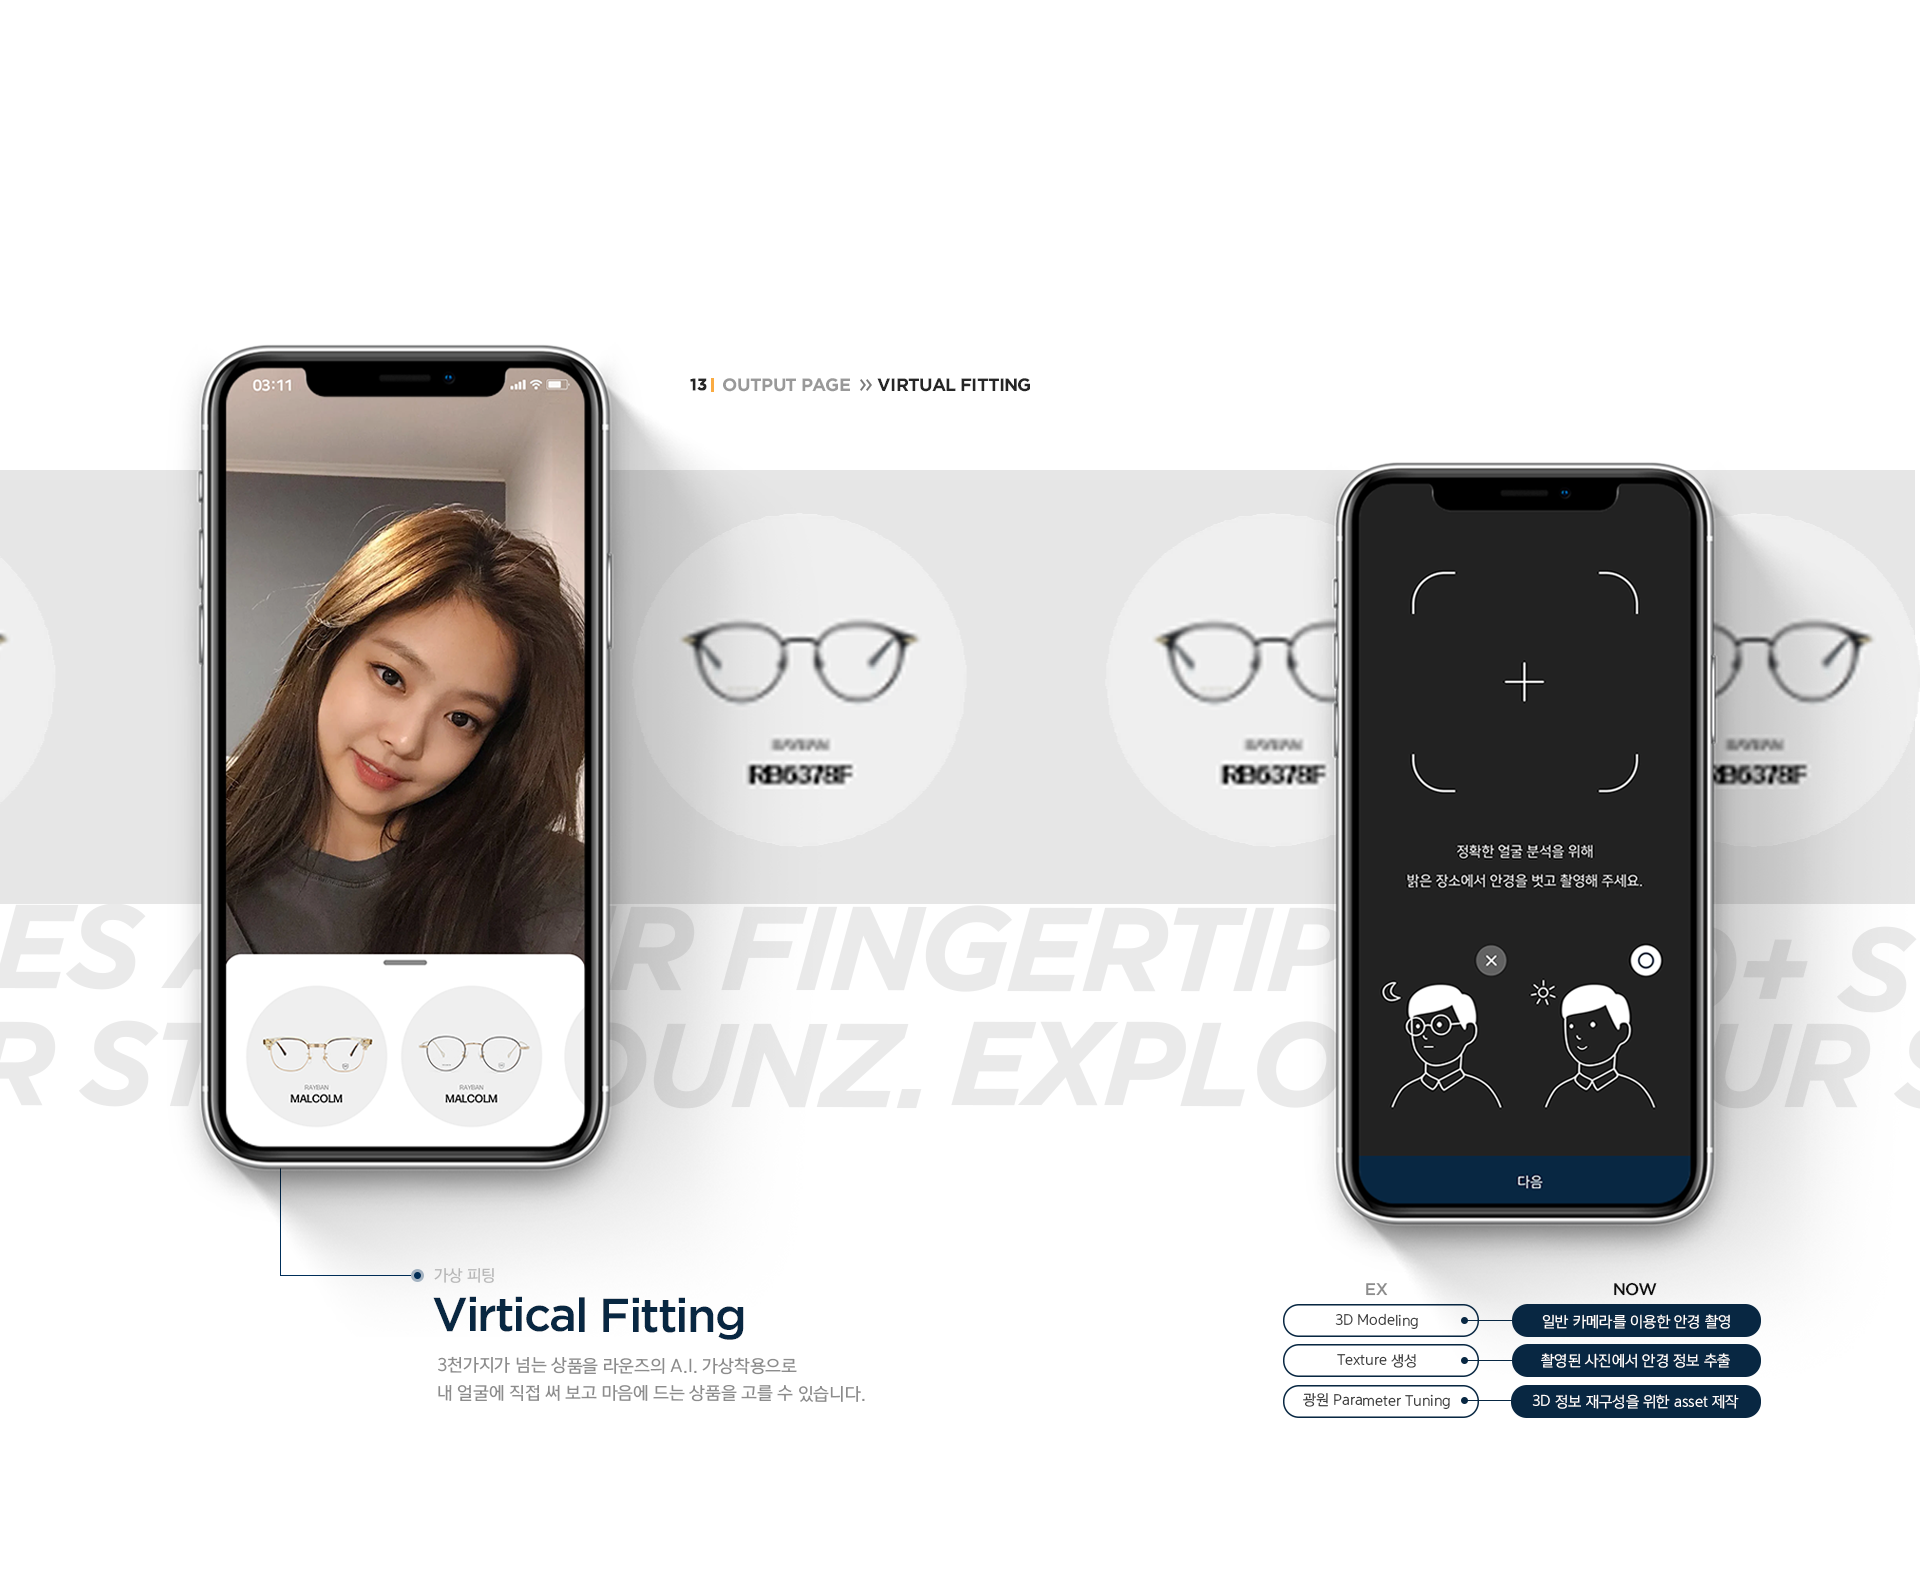 13 | OUTPUT PAGE >> VIRTUAL FITTING
03:11
RB6378F
RB6378F
RB6378F
정확한 얼굴 분석을 위해
밝은 장소에서 안경을 벗고 촬영해 주세요.
ES A
R FINGERTIP
0+ S
R ST
OUNZ. EXPLO
UR S
RAYBAN
MALCOLM
RAYBAN
MALCOLM
다음
가상 피팅
Virtical Fitting
3천가지가 넘는 상품을 라운즈의 A.I. 가상착용으로
내 얼굴에 직접 써 보고 마음에 드는 상품을 고를 수 있습니다.
EX
NOW
3D Modeling
일반 카메라를 이용한 안경 촬영
Texture 생성
촬영된 사진에서 안경 정보 추출
광원 Parameter Tuning
3D 정보 재구성을 위한 asset 제작